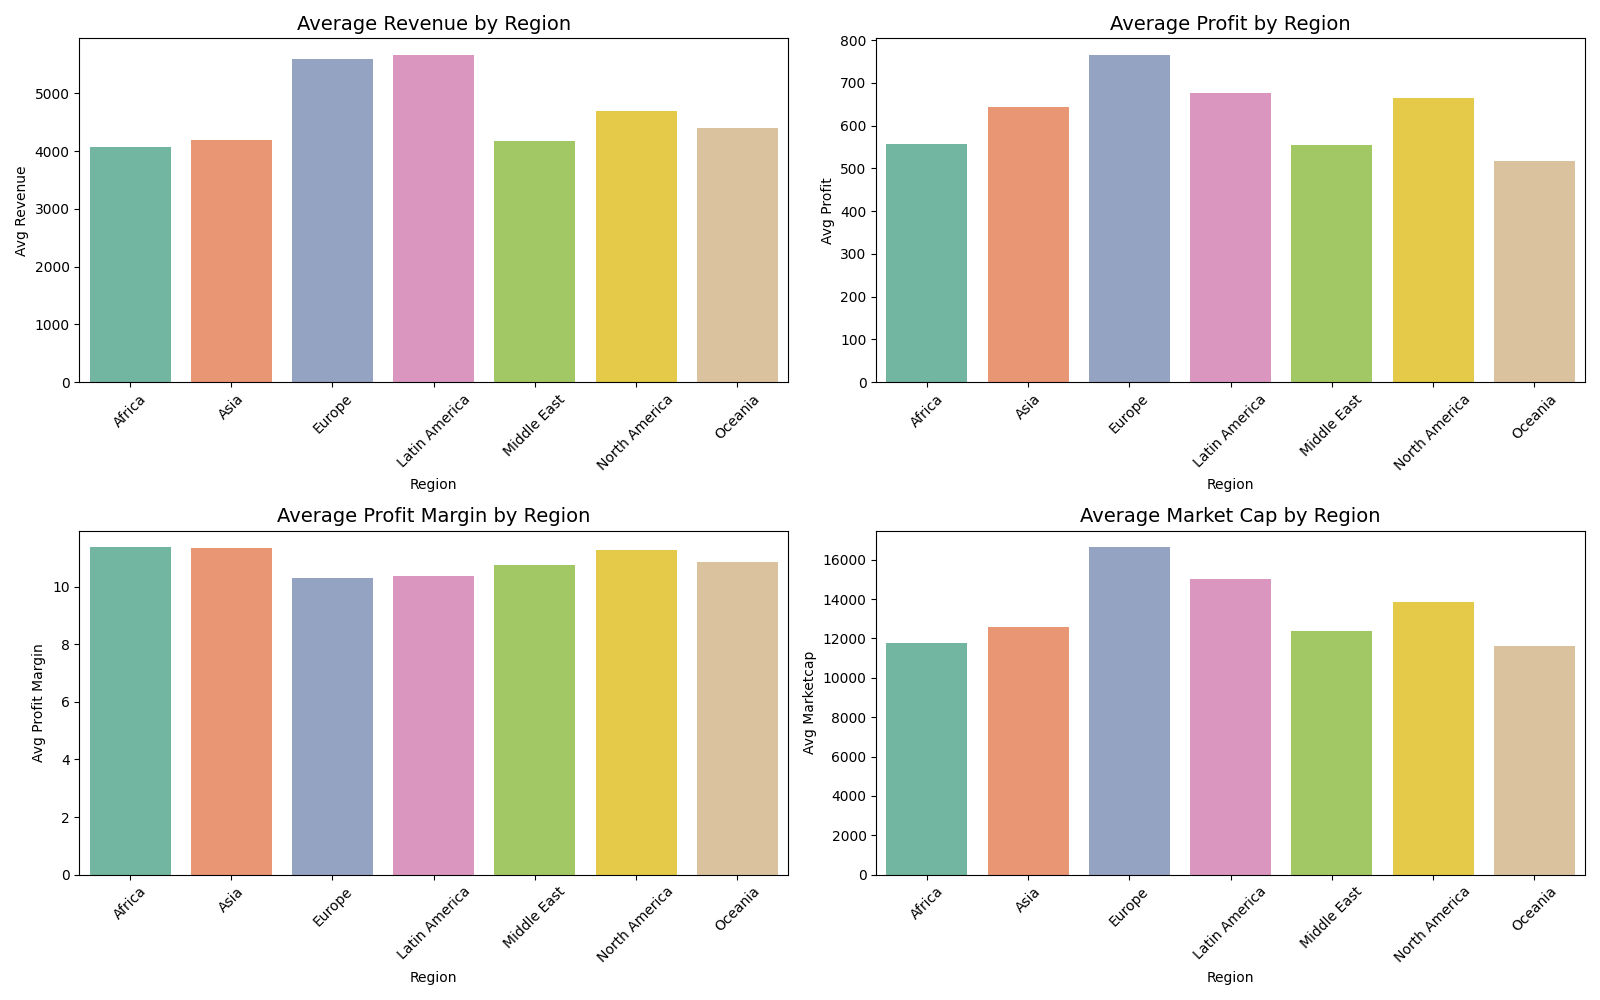 Average Revenue by Region
Avg Revenue
5000
4000
3000
2000
1000
0
Africa
Asia
Europe
Latin America
Middle East
North America
Oceania
Region
Average Profit by Region
Avg Profit
800
700
600
500
400
300
200
100
0
Africa
Asia
Europe
Latin America
Middle East
North America
Oceania
Region
Average Profit Margin by Region
Avg Profit Margin
10
8
6
4
2
0
Africa
Asia
Europe
Latin America
Middle East
North America
Oceania
Region
Average Market Cap by Region
Avg Marketcap
16000
14000
12000
10000
8000
6000
4000
2000
0
Africa
Asia
Europe
Latin America
Middle East
North America
Oceania
Region